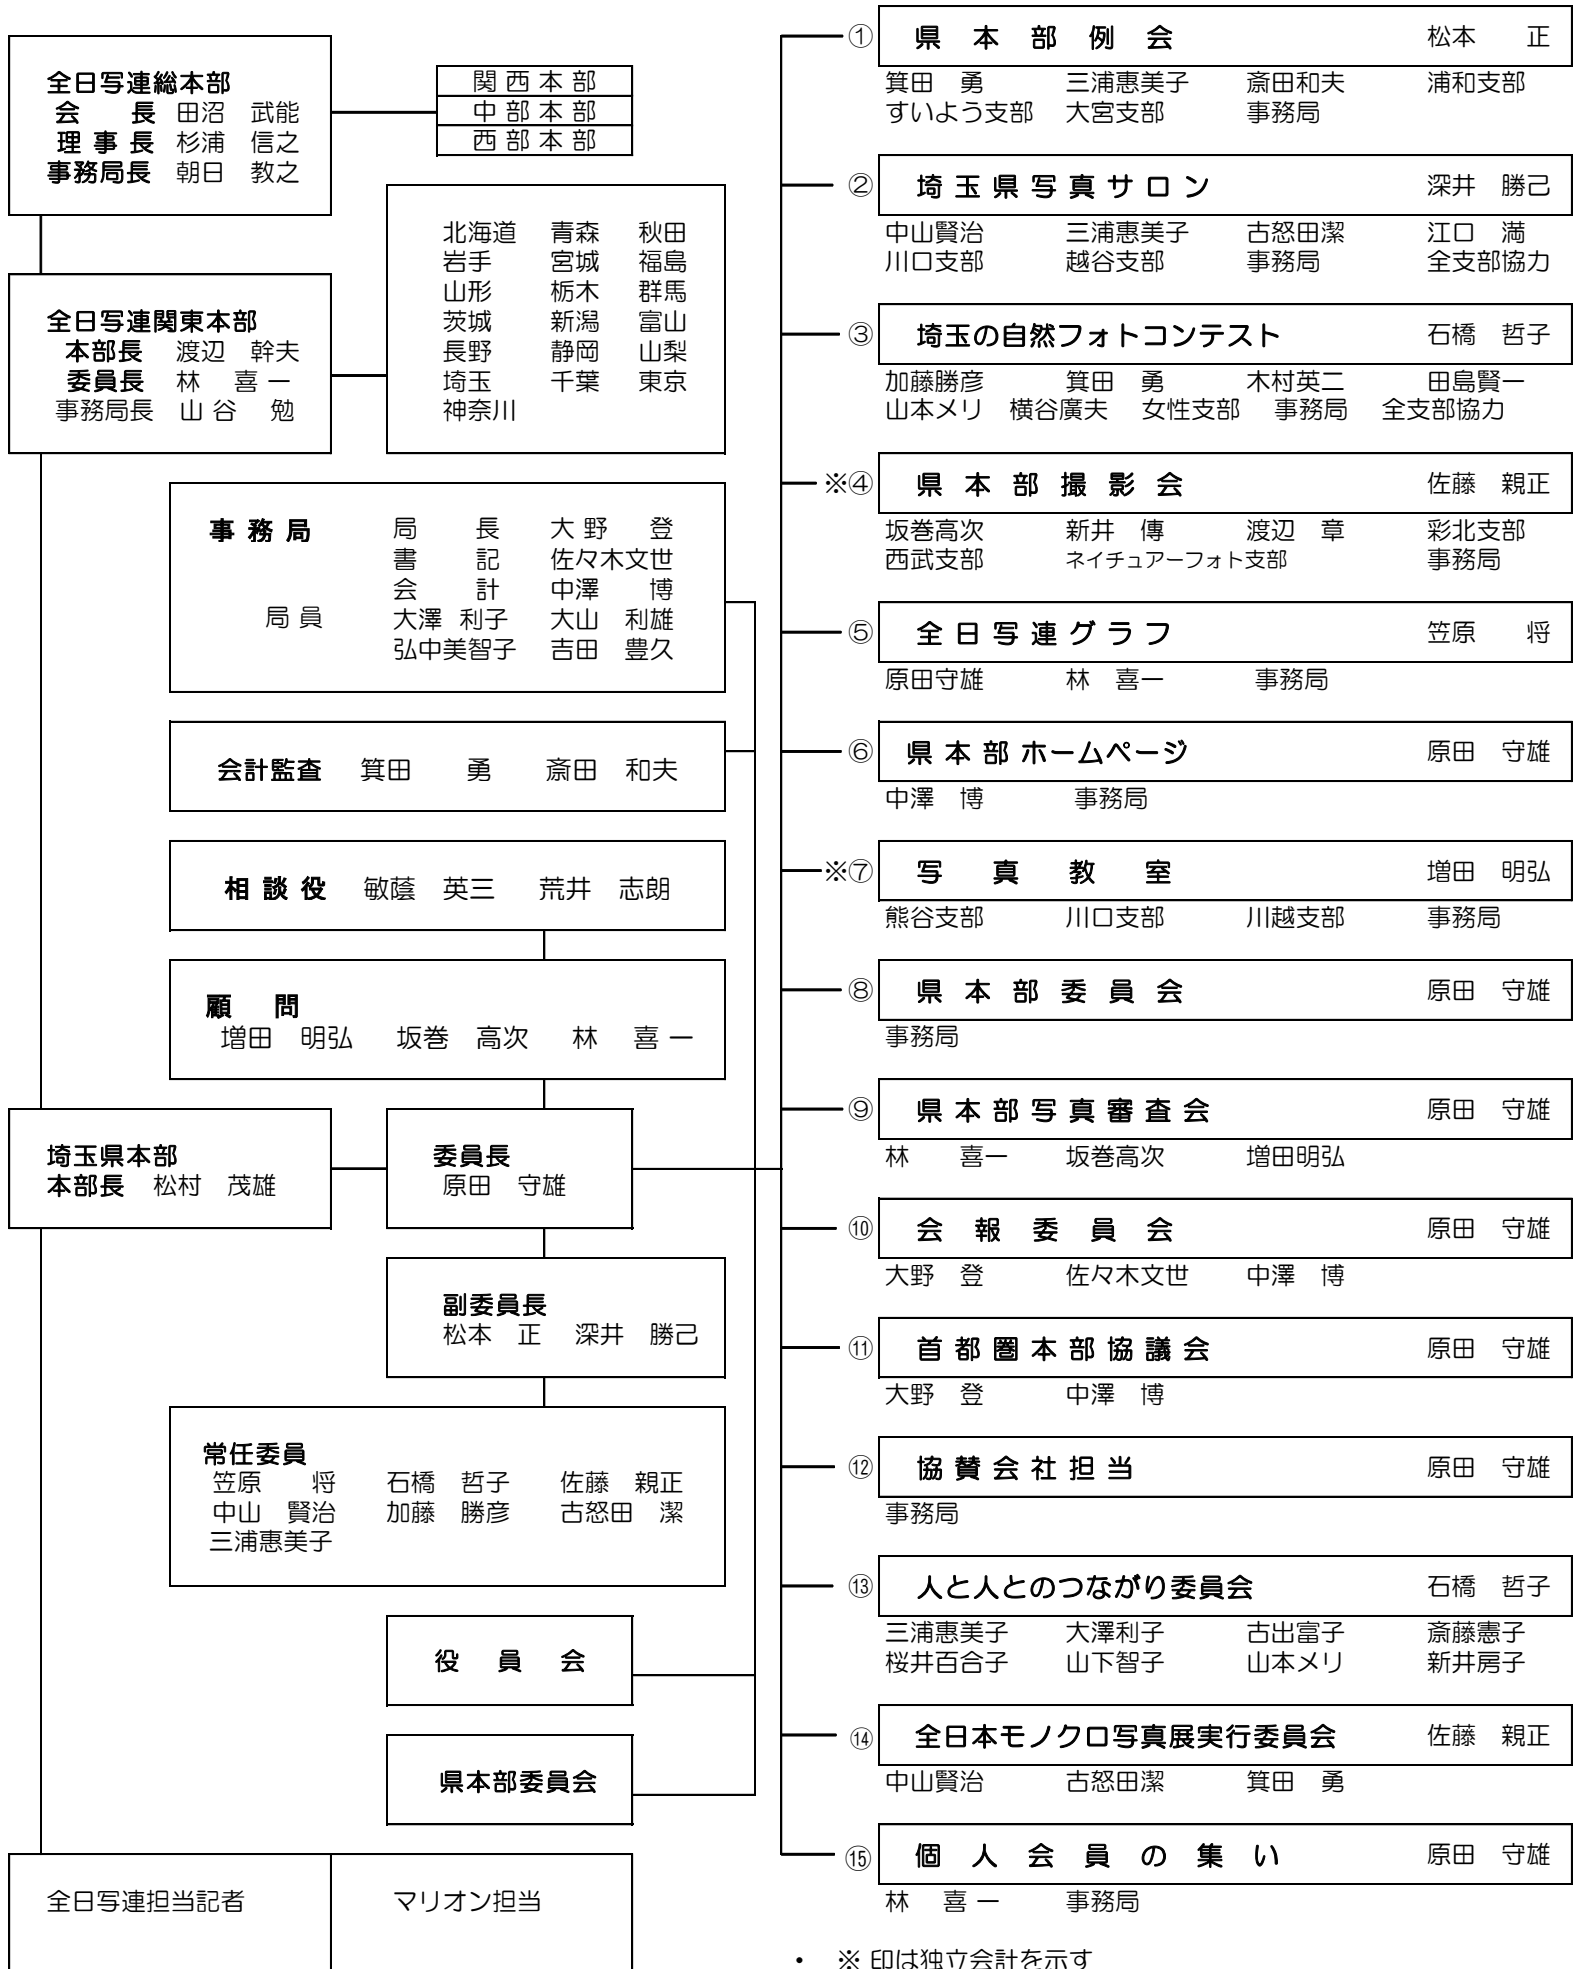 全日写連総本部
会　　長 田沼　武能
理 事 長 杉浦　信之
事務局長 朝日　教之
関 西 本 部
中 部 本 部
西 部 本 部
全日写連関東本部
本部長 渡辺　幹夫
委員長 林　喜 一
事務局長 山 谷　勉
北海道 青森 秋田
岩手 宮城 福島
山形 栃木 群馬
茨城 新潟 富山
長野 静岡 山梨
埼玉 千葉 東京
神奈川
事 務 局 局　　長 大 野　登
書　　記 佐々木文世
会　　計 中澤　　博
局 員 大澤 利子 大山　利雄
弘中美智子 吉田　豊久
会計監査 箕田　　勇 斎田　和夫
相 談 役 敏蔭　英三 荒井　志朗
顧　問
増田　明弘 坂巻　高次 林　喜 一
埼玉県本部
本部長 松村　茂雄
委員長
原田　守雄
副委員長
松本　正 深井　勝己
常任委員
笠原　　将 石橋　哲子 佐藤　親正
中山　賢治 加藤　勝彦 古怒田　潔
三浦惠美子
役　員　会
県本部委員会
全日写連担当記者 マリオン担当
① 県　本　部　例　会 松本　　正
箕田　勇 三浦惠美子 斎田和夫 浦和支部
すいよう支部 大宮支部 事務局
② 埼 玉 県 写 真 サ ロ ン 深井　勝己
中山賢治 三浦惠美子 古怒田潔 江口　満
川口支部 越谷支部 事務局 全支部協力
③ 埼玉の自然フォトコンテスト 石橋　哲子
加藤勝彦 箕田　勇 木村英二 田島賢一
山本メリ 横谷廣夫 女性支部 事務局 全支部協力
※④ 県 本 部 撮 影 会 佐藤　親正
坂巻高次 新井　傳 渡辺　章 彩北支部
西武支部 ネイチュアーフォト支部 事務局
⑤ 全 日 写 連 グ ラ フ 笠原　　将
原田守雄 林　喜一 事務局
⑥ 県 本 部 ホームページ 原田　守雄
中澤　博 事務局
※⑦ 写　真　教　室 増田　明弘
熊谷支部 川口支部 川越支部 事務局
⑧ 県 本 部 委 員 会 原田　守雄
事務局
⑨ 県 本 部 写 真 審 査 会 原田　守雄
林　　喜一 坂巻高次 増田明弘
⑩ 会　報　委　員　会 原田　守雄
大野　登 佐々木文世 中澤　博
⑪ 首 都 圏 本 部 協 議 会 原田　守雄
大野　登 中澤　博
⑫ 協 賛 会 社 担 当 原田　守雄
事務局
⑬ 人と人とのつながり委員会 石橋　哲子
三浦惠美子 大澤利子 古出富子 斎藤憲子
桜井百合子 山下智子 山本メリ 新井房子
⑭ 全日本モノクロ写真展実行委員会 佐藤　親正
中山賢治 古怒田潔 箕田　勇
⑮ 個　人　会　員　の　集　い 原田　守雄
林　喜 一 事務局
・　※ 印は独立会計を示す